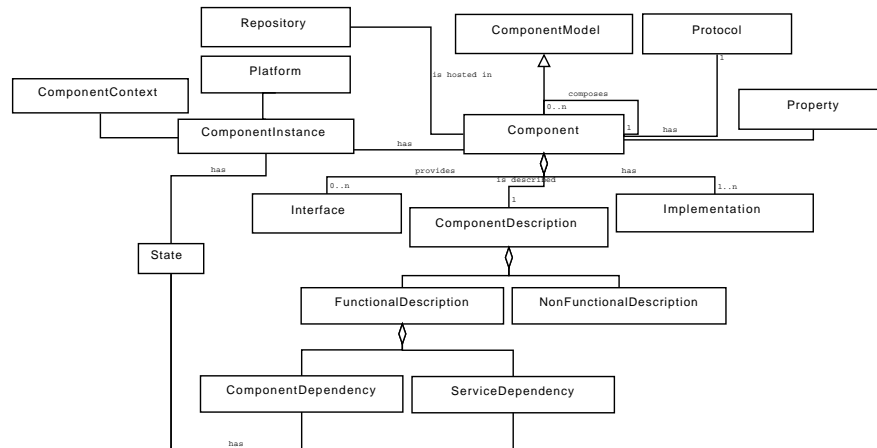 Repository
ComponentModel
Protocol
1
Platform
is hosted in
ComponentContext
composes
0..n
Property
ComponentInstance
Component
1
has
has
has
provides
is described
has
0..n
1
1..n
Interface
ComponentDescription
Implementation
State
FunctionalDescription
NonFunctionalDescription
ComponentDependency
ServiceDependency
has